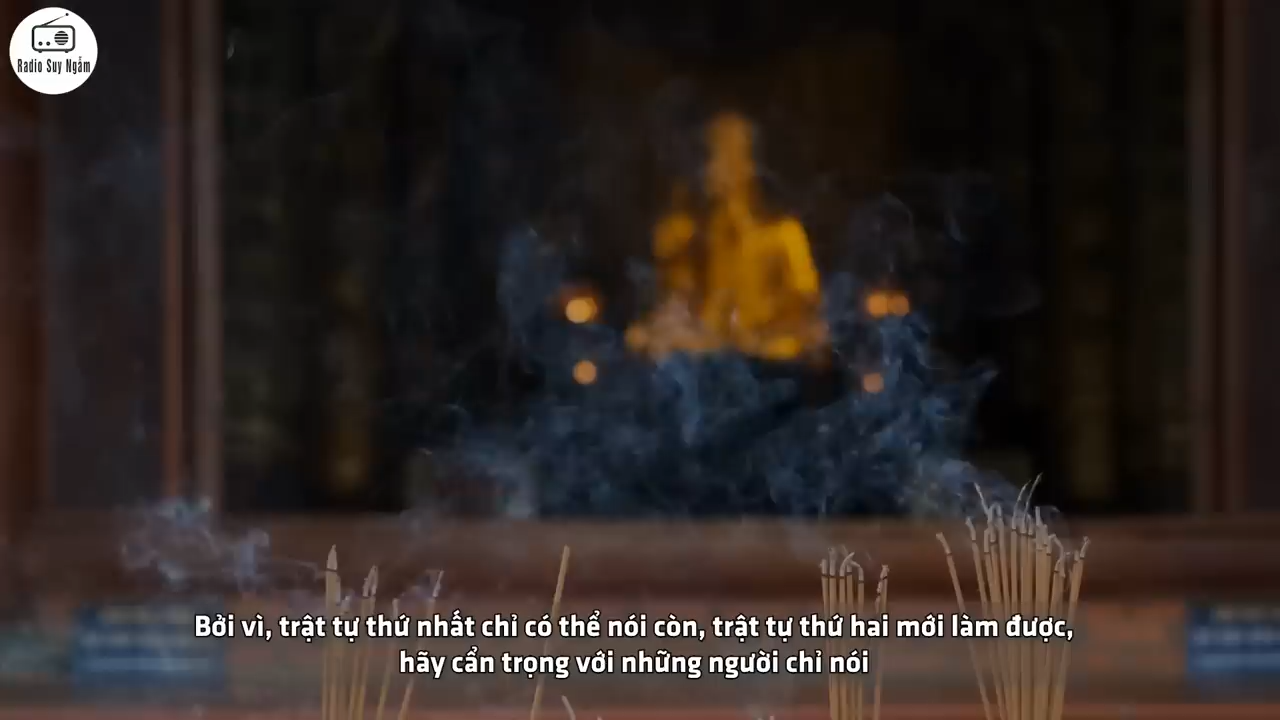 Radio Suy Ngẫm
Bởi vì, trật tự thứ nhất chỉ có thể nói còn, trật tự thứ hai mới làm được,
hãy cẩn trọng với những người chỉ nói